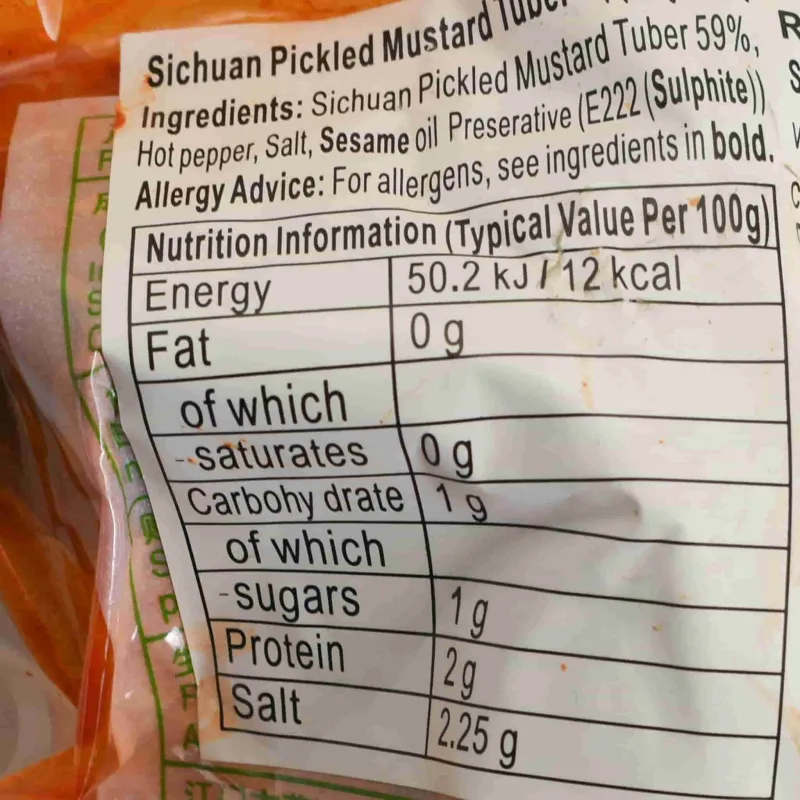 Sichuan Pickled Mustard Tuber
Ingredients: Sichuan Pickled Mustard Tuber 59%,
Hot pepper, Salt, Sesame oil Preserative (E222 (Sulphite))
Allergy Advice: For allergens, see ingredients in bold.
Nutrition Information (Typical Value Per 100g)
Energy 50.2 kJ / 12 kcal
Fat 0 g
of which
-saturates 0 g
Carbohy drate 1 g
of which
-sugars 1 g
Protein 2g
Salt 2.25 g